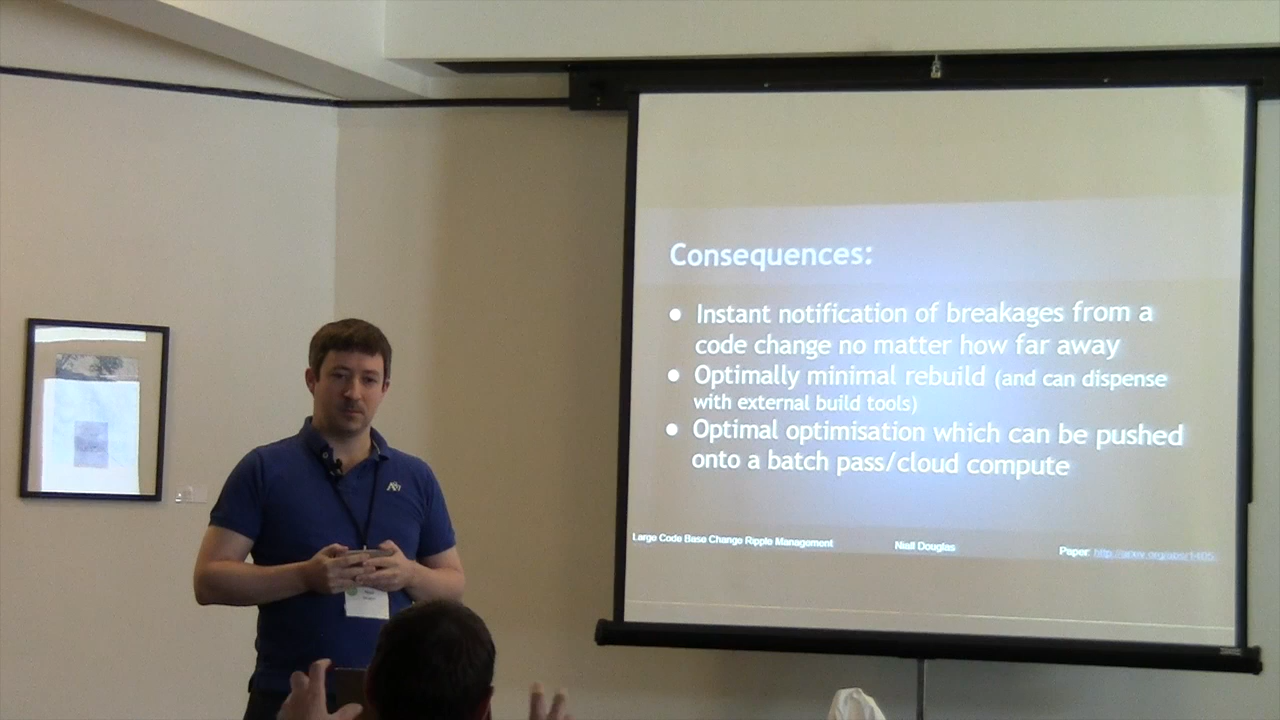 Consequences:
● Instant notification of breakages from a
code change no matter how far away
● Optimally minimal rebuild (and can dispense
with external build tools)
● Optimal optimisation which can be pushed
onto a batch pass/cloud compute
Large Code Base Change Ripple Management
Niall Douglas
Paper: